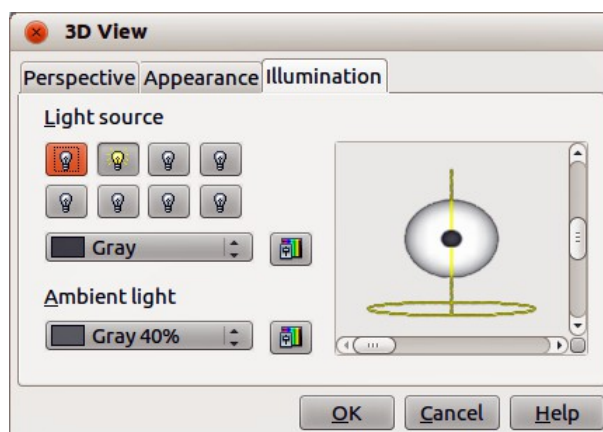 3D View
Perspective Appearance Illumination
Light source
Gray
Ambient light
Gray 40%
OK Cancel Help